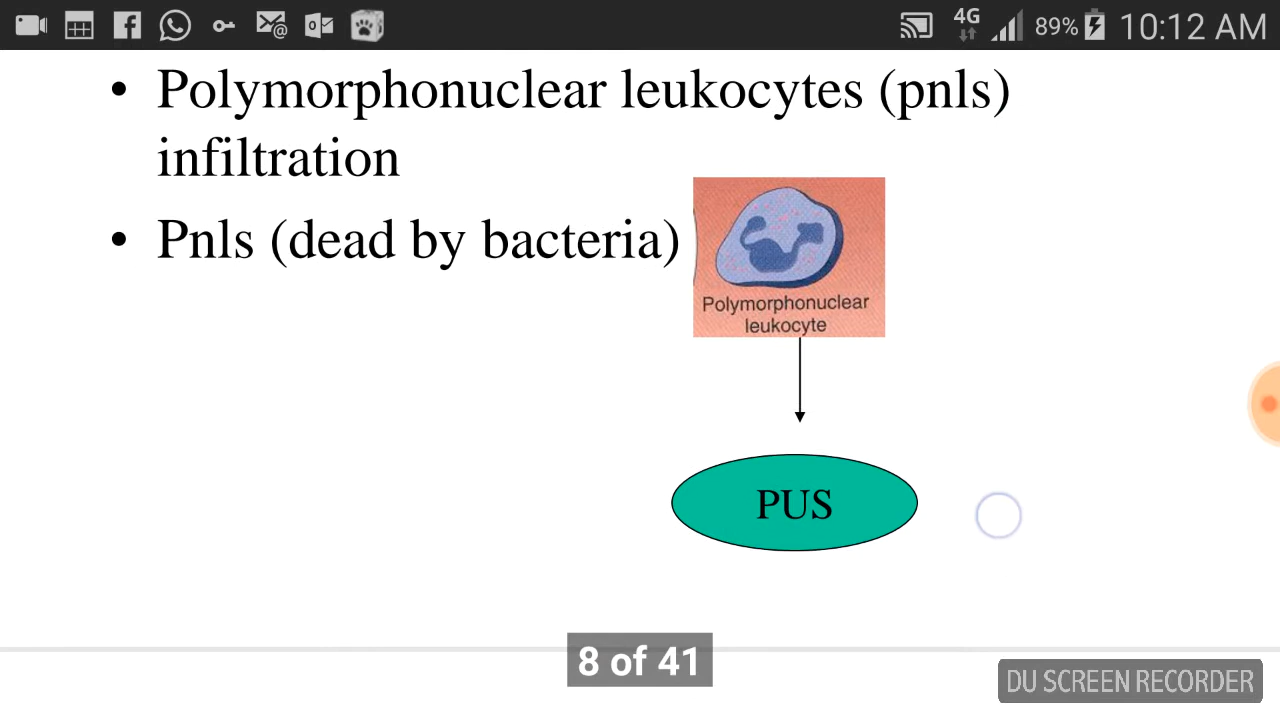 4G 89% 10:12 AM
• Polymorphonuclear leukocytes (pnls)
infiltration
• Pnls (dead by bacteria)
Polymorphonuclear
leukocyte
PUS
8 of 41
DU SCREEN RECORDER